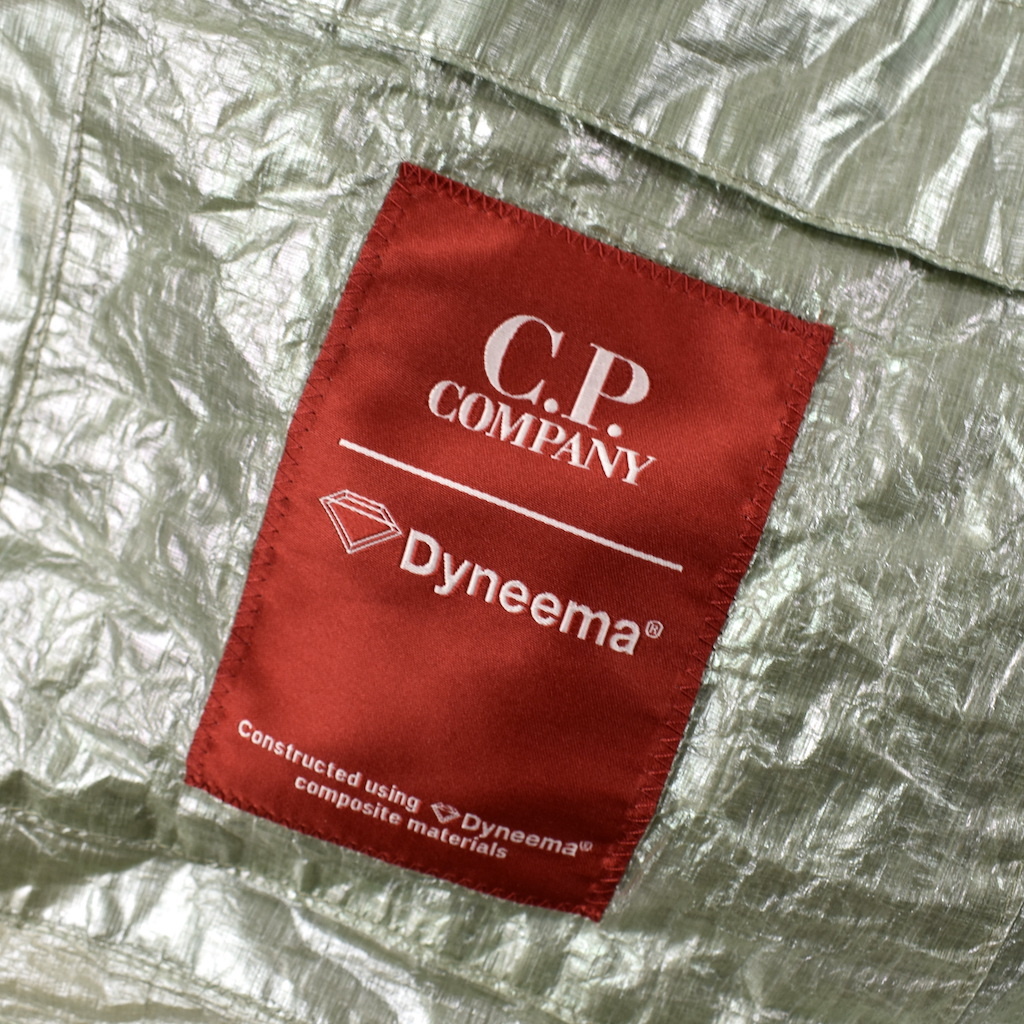 C.P.
COMPANY
Dyneema®
Constructed using Dyneema®
composite materials